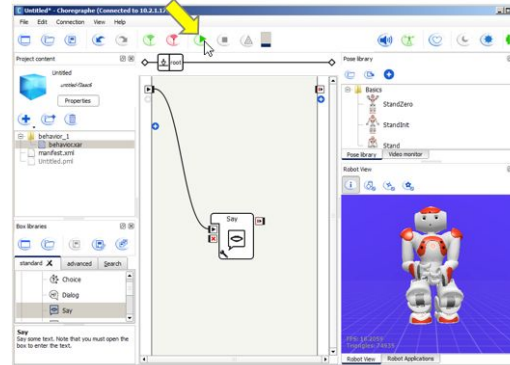 Untitled* - Choregraphe (Connected to 10.2.1.17
File Edit Connection View Help
Project content
root
Pose library
Untitled
Properties
behavior_1
behavior.xar
manifest.xml
Untitled.pml
Basics
StandZero
StandInit
Stand
Pose library Video monitor
Robot View
Say
Box libraries
standard advanced Search
Choice
Dialog
Say
Say
Say some text. Note that you must open the
box to enter the text.
Robot View Robot Applications